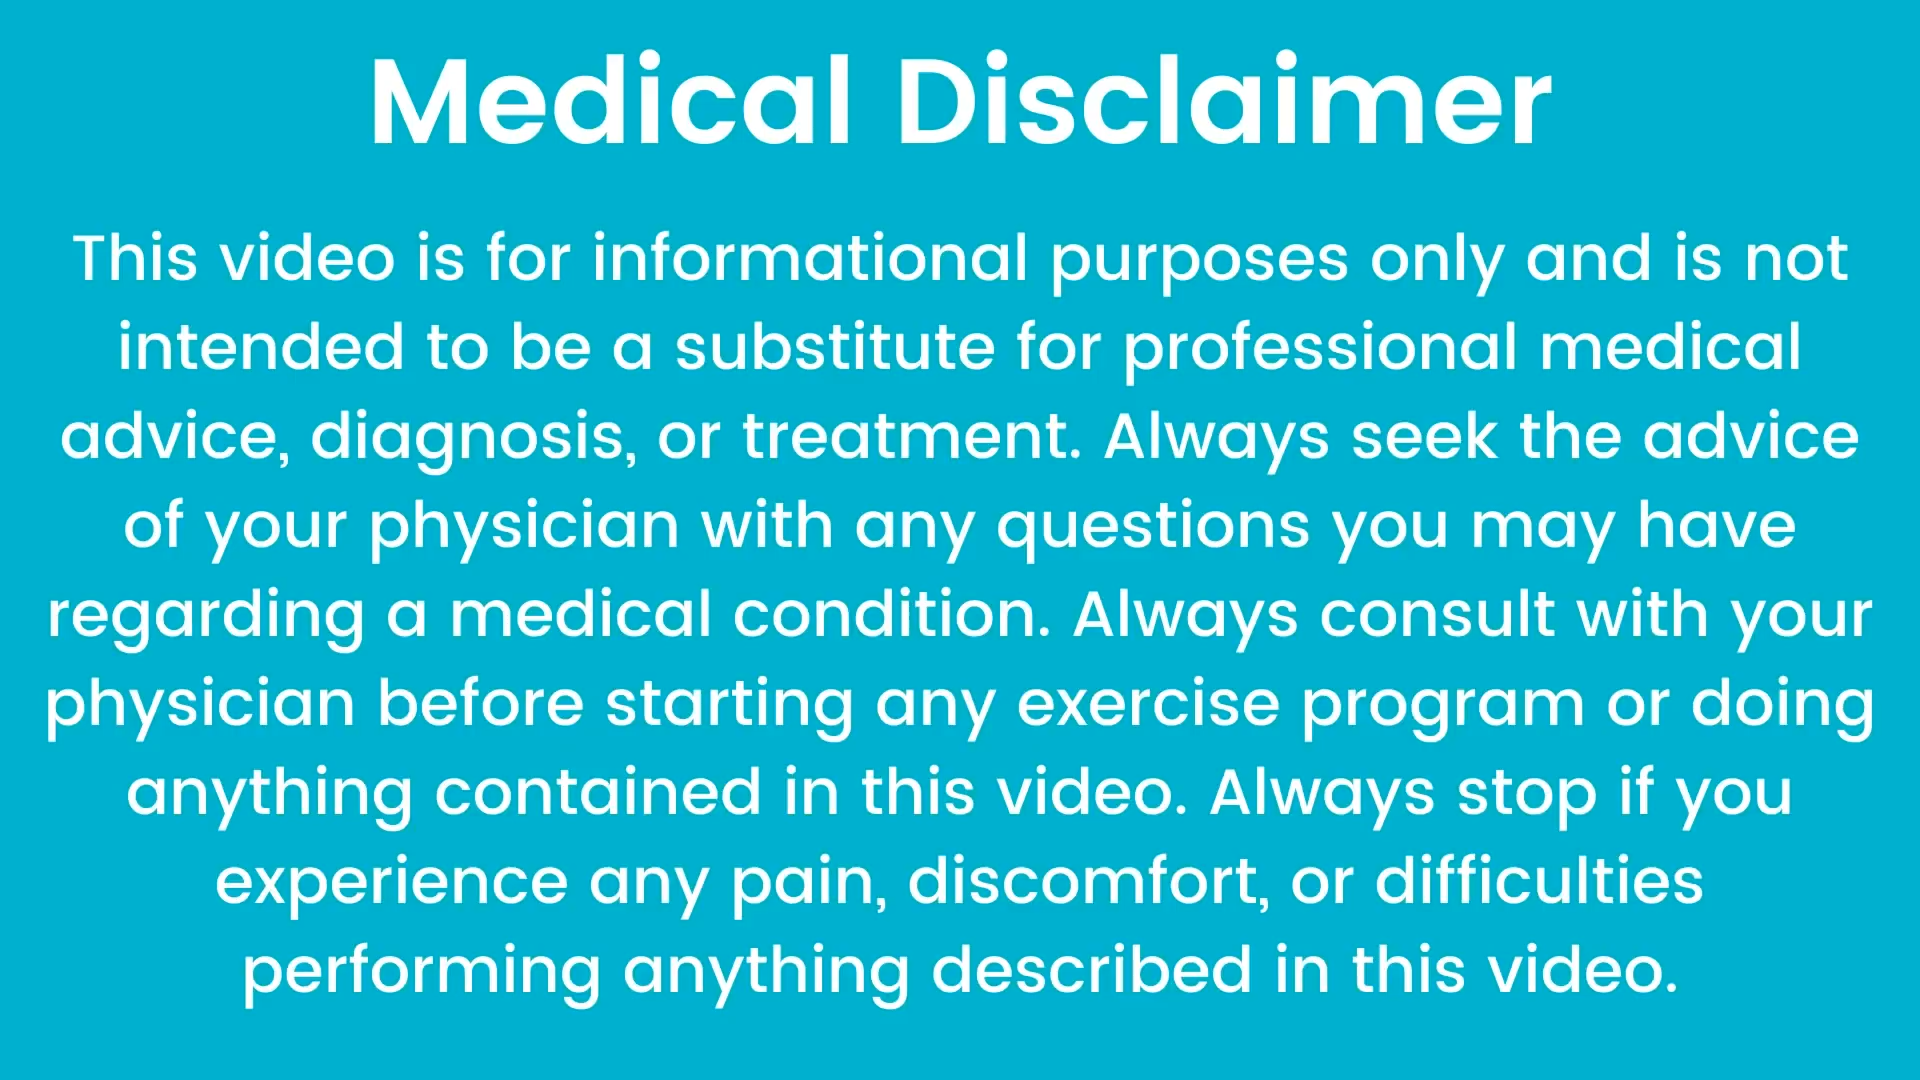 Medical Disclaimer
This video is for informational purposes only and is not
intended to be a substitute for professional medical
advice, diagnosis, or treatment. Always seek the advice
of your physician with any questions you may have
regarding a medical condition. Always consult with your
physician before starting any exercise program or doing
anything contained in this video. Always stop if you
experience any pain, discomfort, or difficulties
performing anything described in this video.